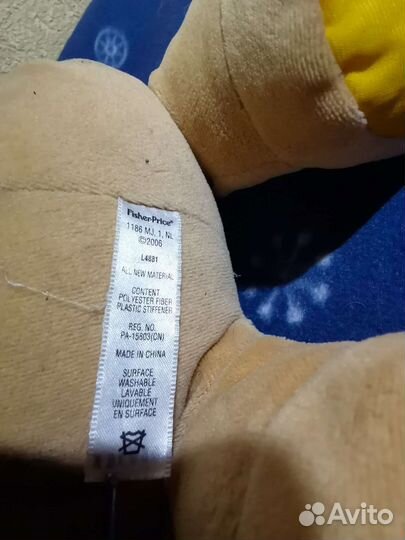 Fisher-Price®
1186 MJ, 1, NL
©2006
L4881
ALL NEW MATERIAL
CONTENT
POLYESTER FIBER
PLASTIC STIFFENER
REG. NO.
PA-15803(CN)
MADE IN CHINA
SURFACE
WASHABLE
LAVABLE
UNIQUEMENT
EN SURFACE
Avito